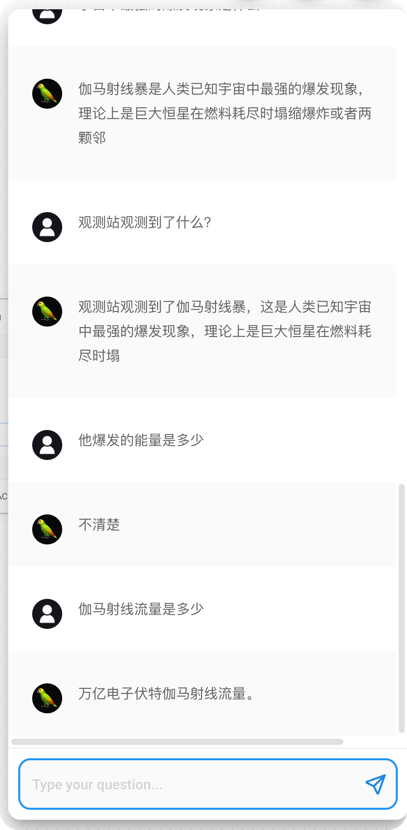 伽马射线暴是人类已知宇宙中最强的爆发现象，
理论上是巨大恒星在燃料耗尽时塌缩爆炸或者两
颗邻
观测站观测到了什么？
观测站观测到了伽马射线暴，这是人类已知宇宙
中最强的爆发现象，理论上是巨大恒星在燃料耗
尽时塌
他爆发的能量是多少
不清楚
伽马射线流量是多少
万亿电子伏特伽马射线流量。
Type your question...